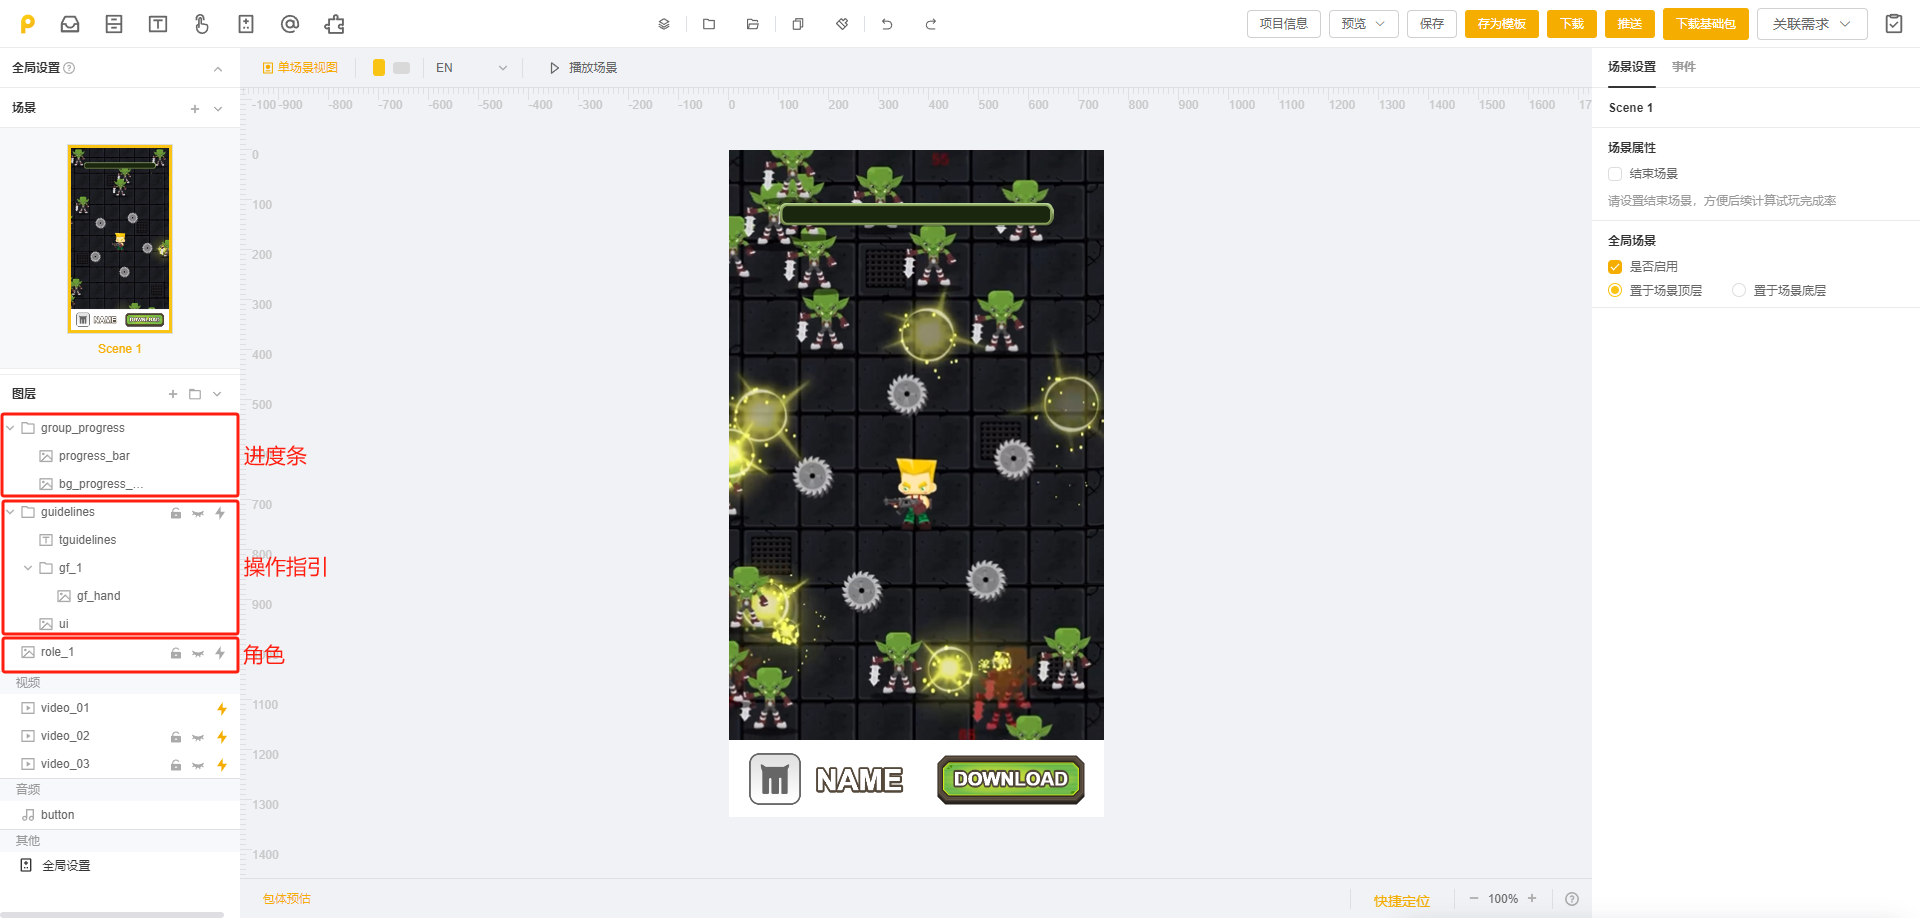 项目信息
预览
保存
存为模板
下载
推送
下载基础包
关联需求
全局设置
单场景视图
EN
播放场景
场景设置
事件
场景
-100 -900 -800 -700 -600 -500 -400 -300 -200 -100 0 100 200 300 400 500 600 700 800 900 1000 1100 1200 1300 1400 1500 1600 17
Scene 1
场景属性
结束场景
请设置结束场景，方便后续计算试玩完成率
全局场景
是否启用
置于场景顶层
置于场景底层
NAME
DOWNLOAD
Scene 1
图层
group_progress
progress_bar
bg_progress_...
进度条
guidelines
tguidelines
gf_1
gf_hand
ui
操作指引
role_1
角色
视频
video_01
video_02
video_03
音频
button
其他
全局设置
0
100
200
300
400
500
700
800
900
1100
1200
1300
1400
NAME
DOWNLOAD
包体预估
快捷定位
100%